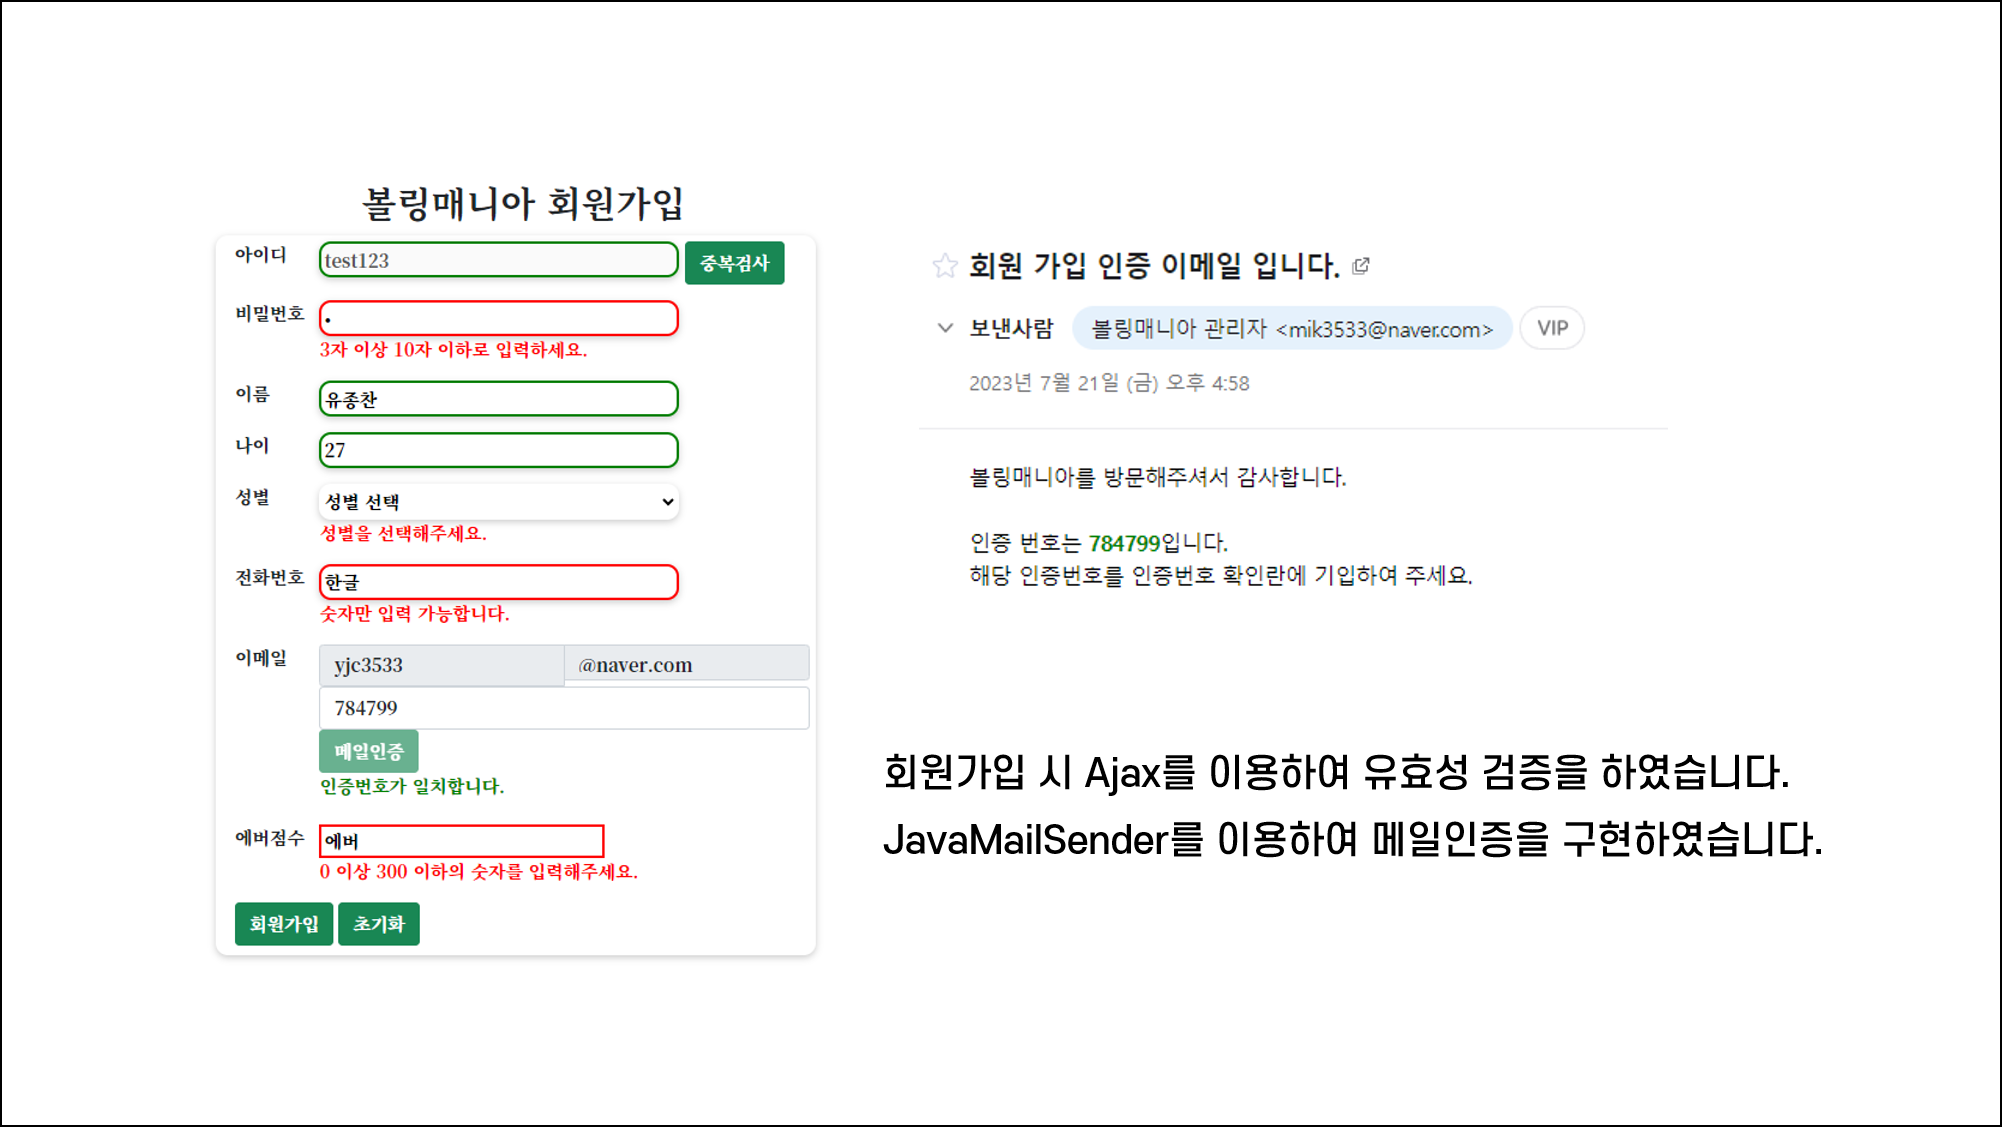 볼링매니아 회원가입
아이디 test123 중복검사
비밀번호 •
3자 이상 10자 이하로 입력하세요.
이름 유종찬
나이 27
성별 성별 선택
성별을 선택해주세요.
전화번호 한글
숫자만 입력 가능합니다.
이메일 yjc3533 @naver.com
784799
메일인증
인증번호가 일치합니다.
에버점수 에버
0 이상 300 이하의 숫자를 입력해주세요.
회원가입 초기화
회원 가입 인증 이메일 입니다.
보낸사람 볼링매니아 관리자 <mik3533@naver.com> VIP
2023년 7월 21일 (금) 오후 4:58
볼링매니아를 방문해주셔서 감사합니다.
인증 번호는 784799입니다.
해당 인증번호를 인증번호 확인란에 기입하여 주세요.
회원가입 시 Ajax를 이용하여 유효성 검증을 하였습니다.
JavaMailSender를 이용하여 메일인증을 구현하였습니다.